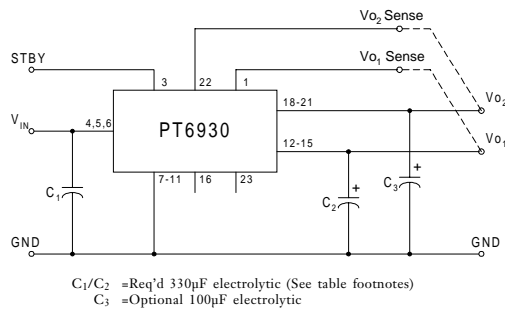 Vo2 Sense
STBY
Vo1 Sense
3 22 1
18-21
Vo2
VIN
4,5,6
PT6930
12-15
Vo1
7-11 16 23
C1
C2 +
C3 +
GND
GND
C1/C2 =Req'd 330µF electrolytic (See table footnotes)
C3 =Optional 100µF electrolytic